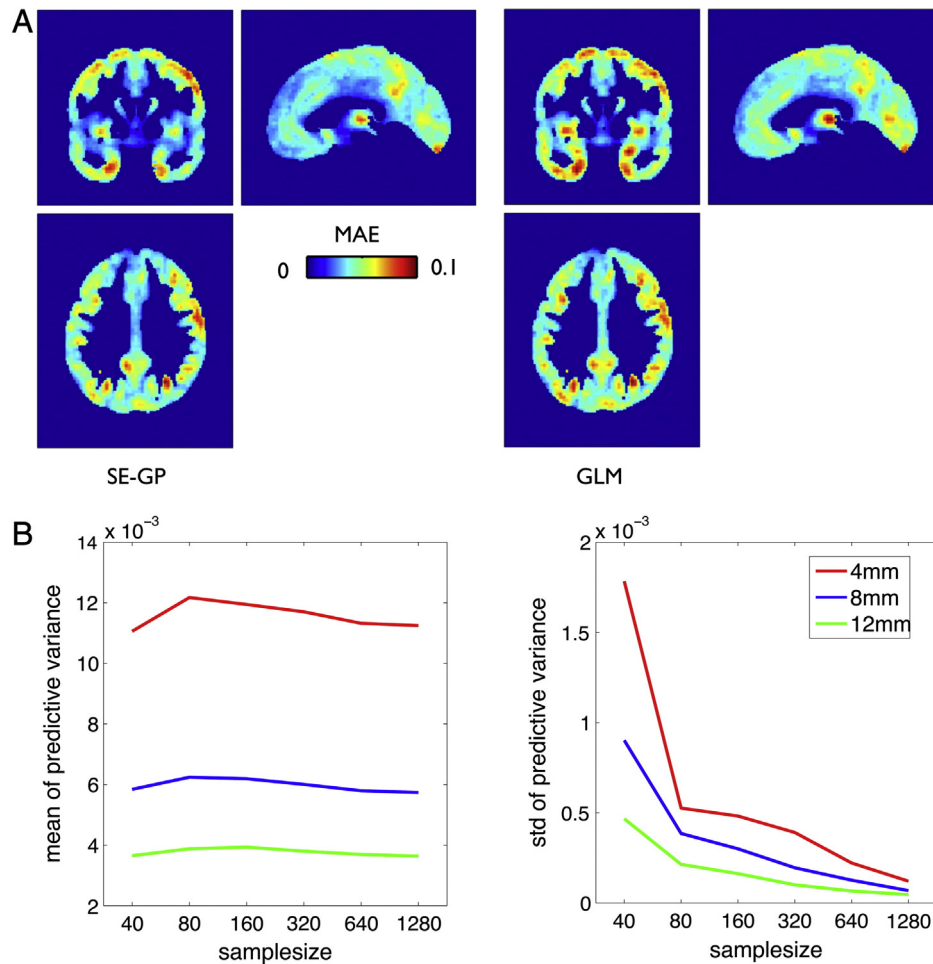 A
MAE
0 0.1
SE-GP
GLM
B
x 10⁻³
14
12
10
8
6
4
2
mean of predictive variance
40 80 160 320 640 1280
samplesize
x 10⁻³
2
1.5
1
0.5
0
std of predictive variance
4mm
8mm
12mm
40 80 160 320 640 1280
samplesize